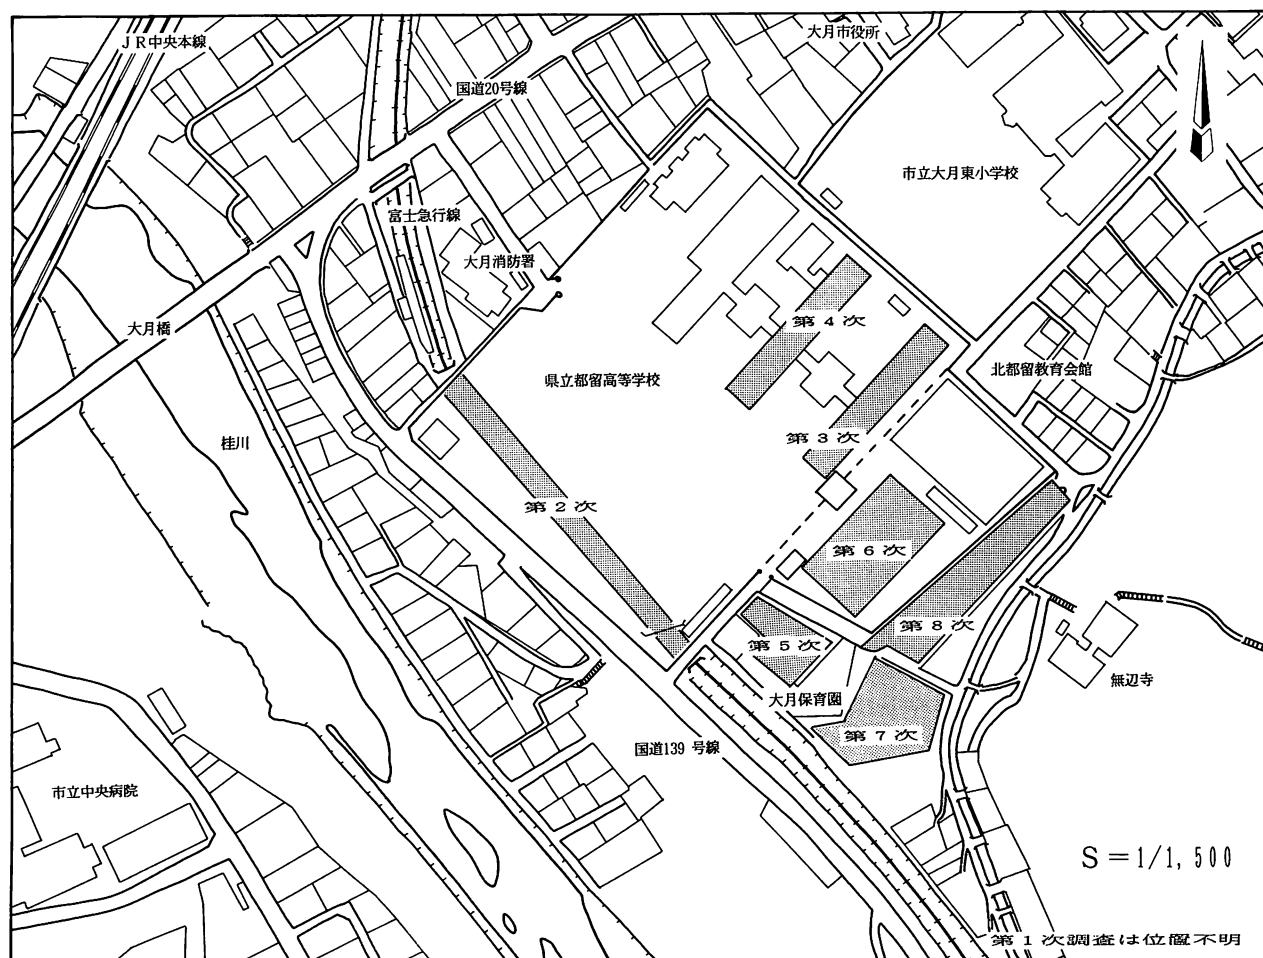 JR中央本線
大月市役所
国道20号線
市立大月東小学校
富士急行線
大月消防署
第4次
大月橋
北都留教育会館
県立都留高等学校
桂川
第3次
第2次
第6次
第8次
第5次
無辺寺
大月保育園
第7次
国道139 号線
市立中央病院
S=1/1,500
第1次調査は位置不明